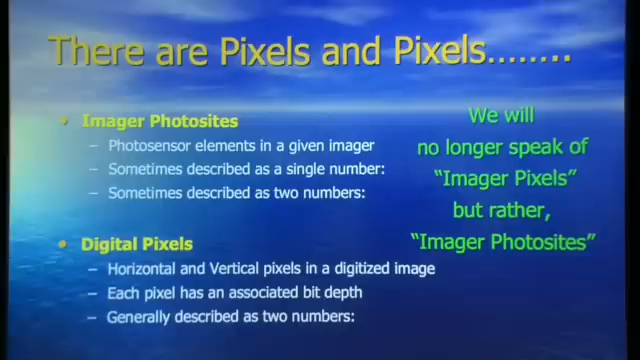 There are Pixels and Pixels........
• Imager Photosites
– Photosensor elements in a given imager
– Sometimes described as a single number:
– Sometimes described as two numbers:
• Digital Pixels
– Horizontal and Vertical pixels in a digitized image
– Each pixel has an associated bit depth
– Generally described as two numbers:
We will
no longer speak of
“Imager Pixels”
but rather,
“Imager Photosites”